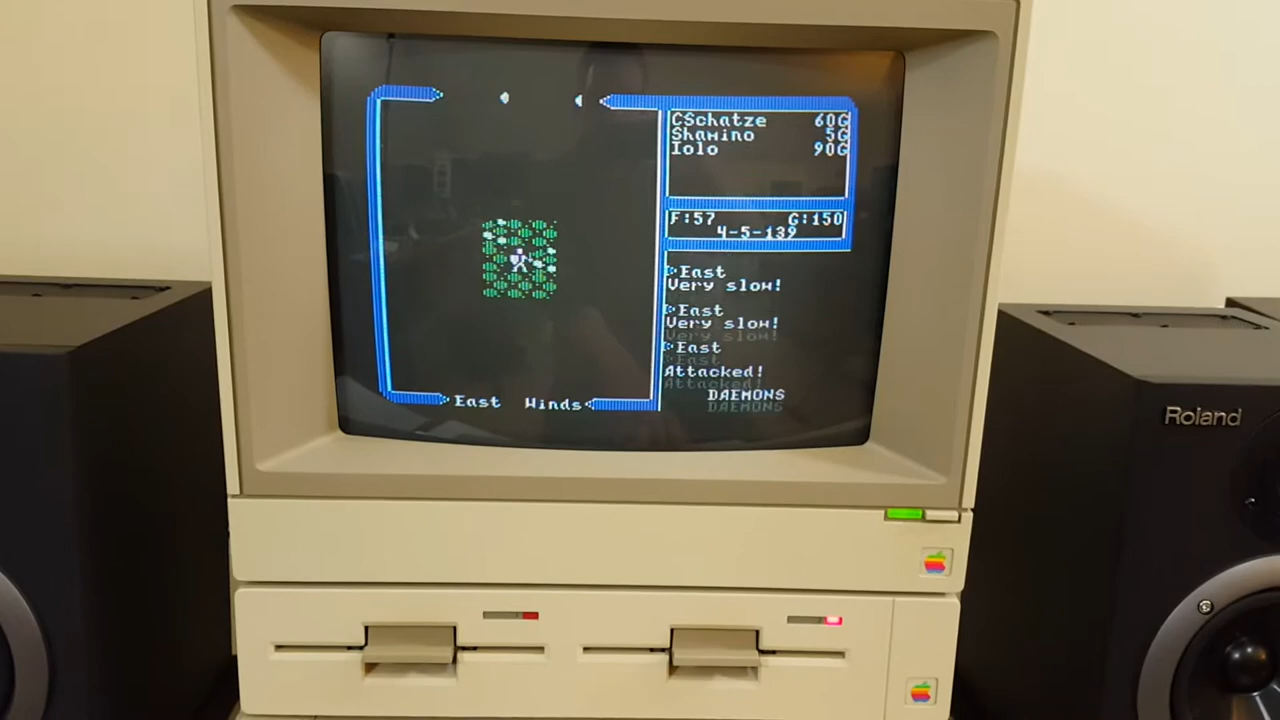 CSchatze 60G
Shamino 5G
Iolo 90G
F:57 G:150
4-5-139
East
Very slow!
East
Very slow!
Very slow!
East
East
Attacked!
Attacked!
DAEMONS
DAEMONS
East Winds
Roland